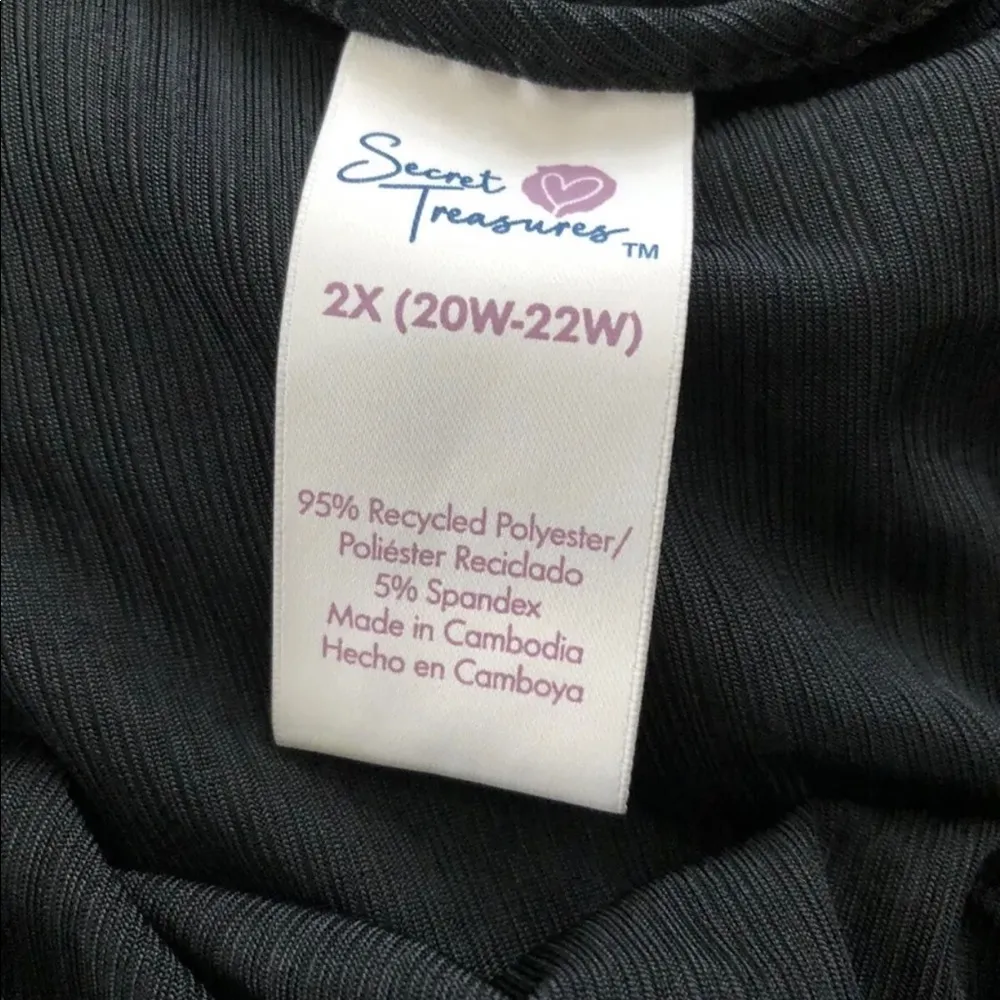 Secret
Treasures™
2X (20W-22W)
95% Recycled Polyester/
Poliéster Reciclado
5% Spandex
Made in Cambodia
Hecho en Camboya